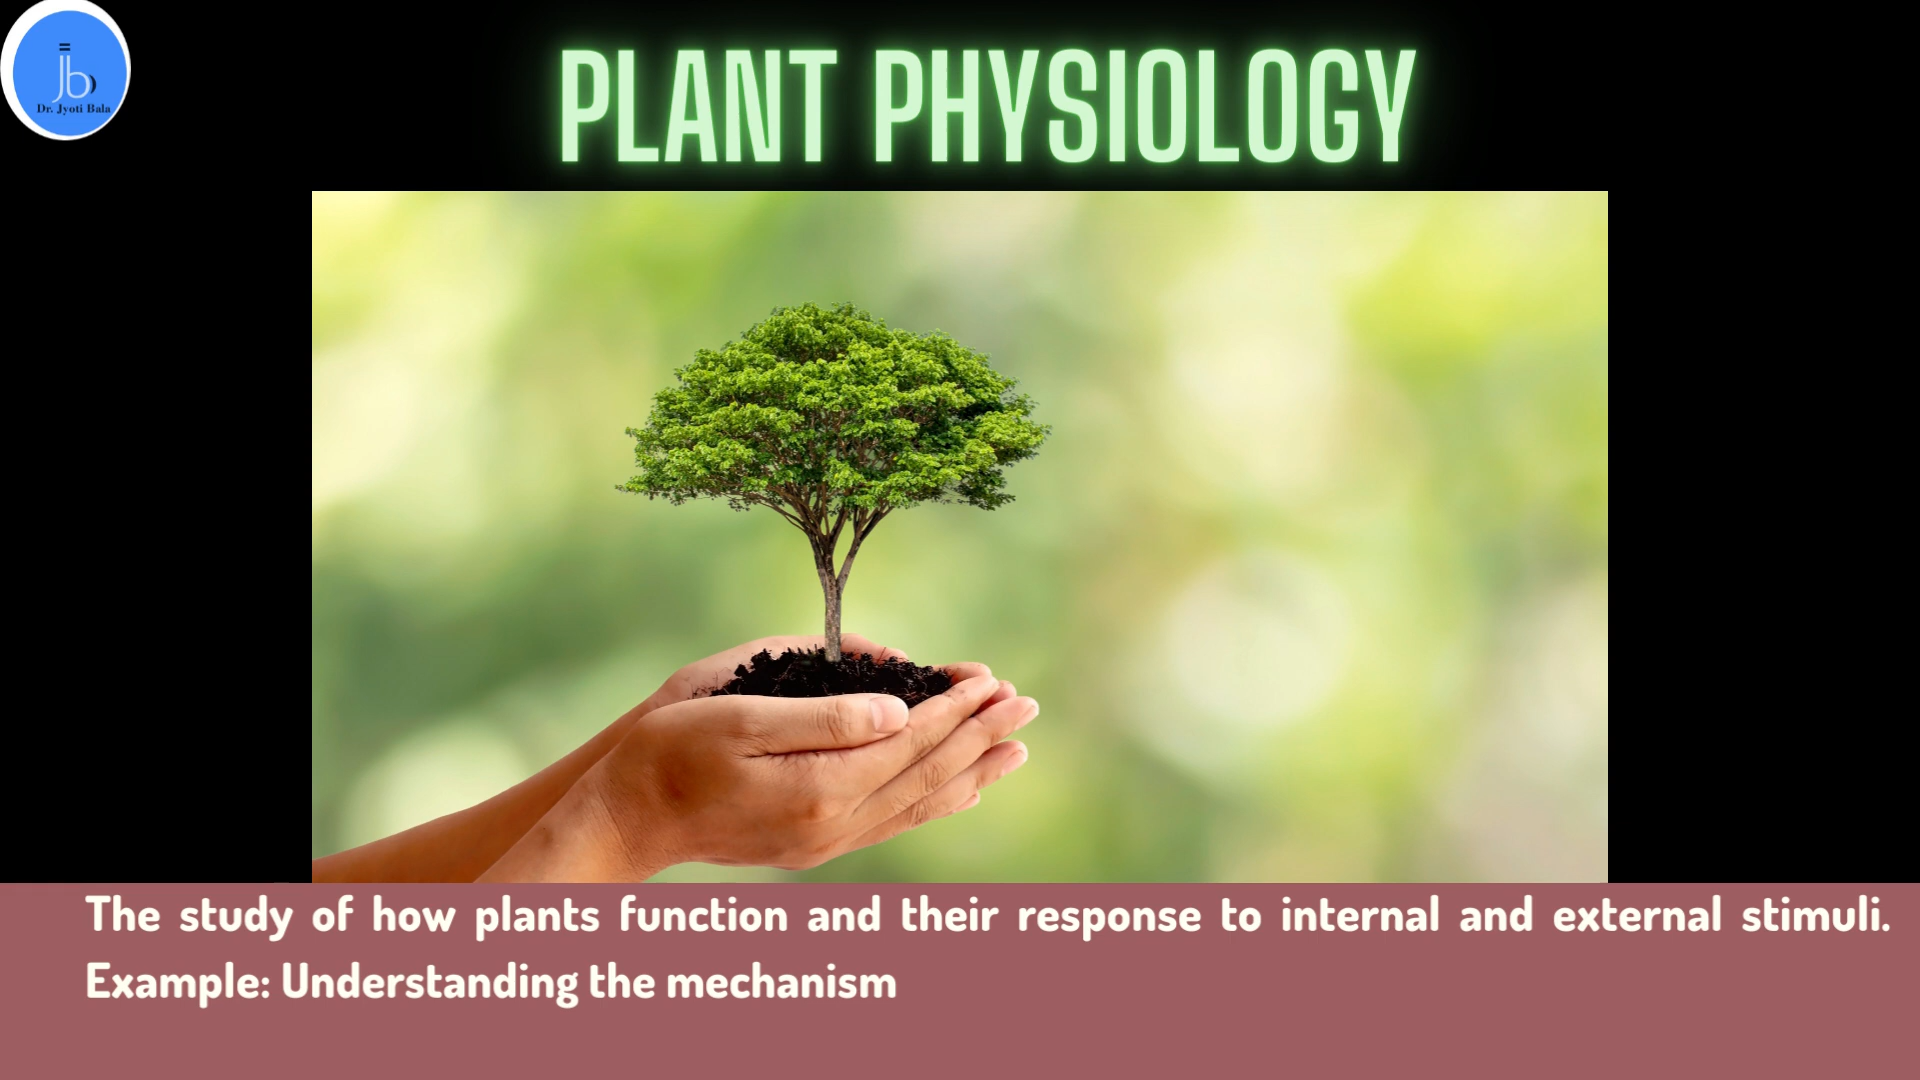 Jb
Dr. Jyoti Bala
PLANT PHYSIOLOGY
The study of how plants function and their response to internal and external stimuli.
Example: Understanding the mechanism